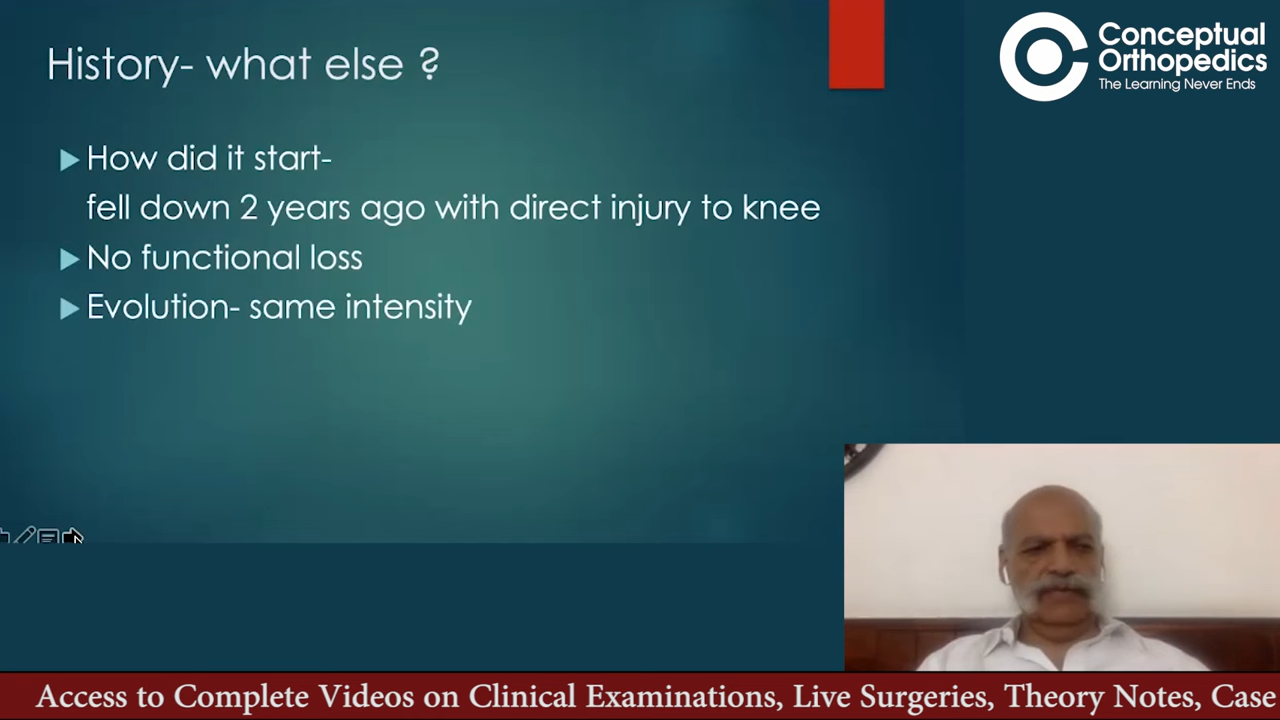 History- what else ?
Conceptual
Orthopedics
The Learning Never Ends
How did it start-
fell down 2 years ago with direct injury to knee
No functional loss
Evolution- same intensity
Access to Complete Videos on Clinical Examinations, Live Surgeries, Theory Notes, Case